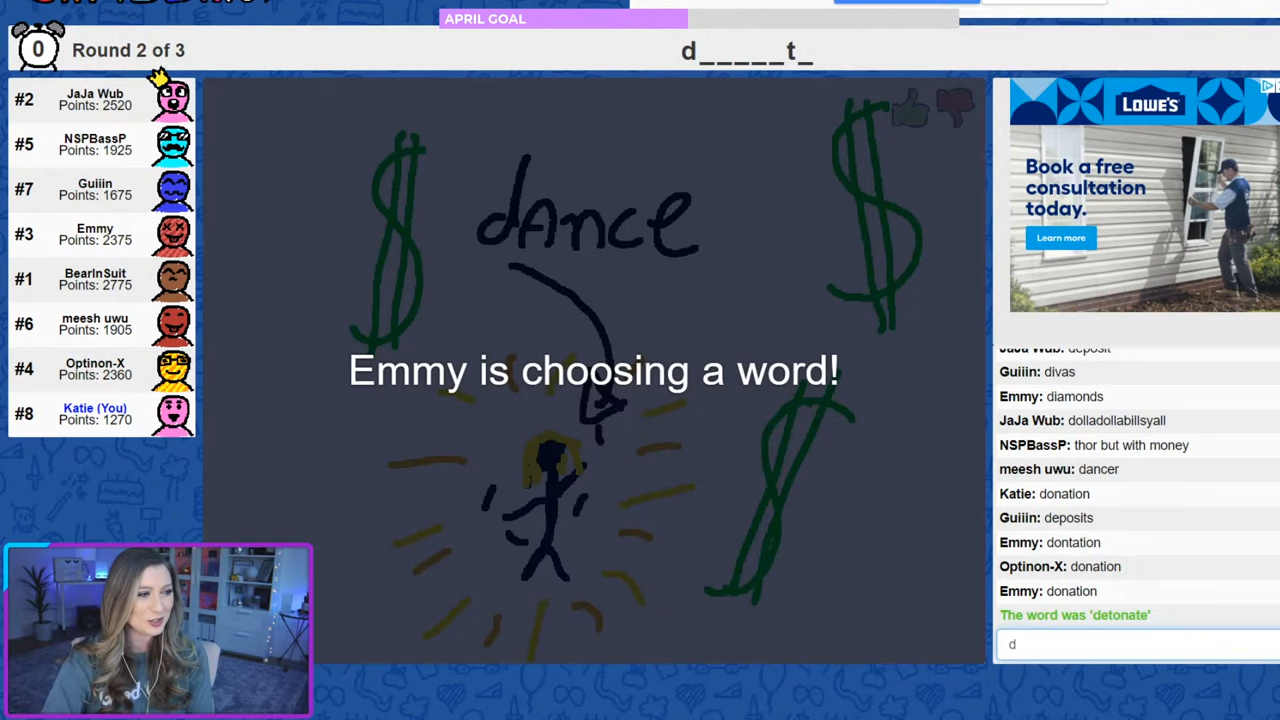 APRIL GOAL
0
Round 2 of 3
d_____t_
#2
JaJa Wub
Points: 2520
#5
NSPBassP
Points: 1925
#7
Guiiin
Points: 1675
#3
Emmy
Points: 2375
#1
BearInSuit
Points: 2775
#6
meesh uwu
Points: 1905
#4
Optinon-X
Points: 2360
#8
Katie (You)
Points: 1270
$
dance
$
Emmy is choosing a word!
$
LOWE'S
Book a free
consultation
today.
Learn more
JaJa Wub: deposit
Guiiin: divas
Emmy: diamonds
JaJa Wub: dolladollabillsyall
NSPBassP: thor but with money
meesh uwu: dancer
Katie: donation
Guiiin: deposits
Emmy: dontation
Optinon-X: donation
Emmy: donation
The word was 'detonate'
d